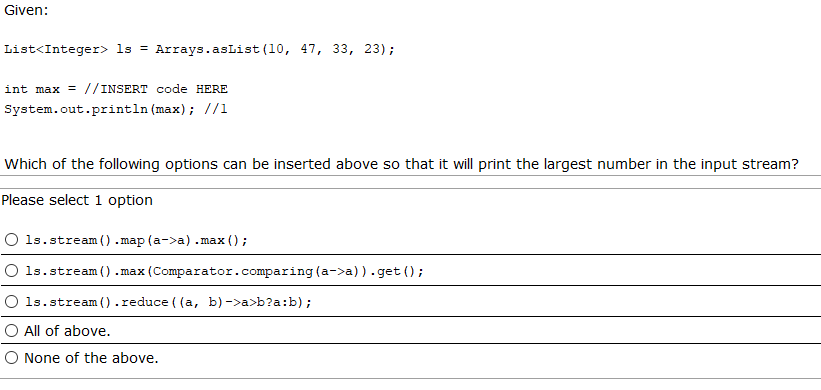 Given:
List<Integer> ls = Arrays.asList(10, 47, 33, 23);
int max = //INSERT code HERE
System.out.println(max); //1
Which of the following options can be inserted above so that it will print the largest number in the input stream?
Please select 1 option
ls.stream().map(a->a).max();
ls.stream().max(Comparator.comparing(a->a)).get();
ls.stream().reduce((a, b)->a>b?a:b);
All of above.
None of the above.